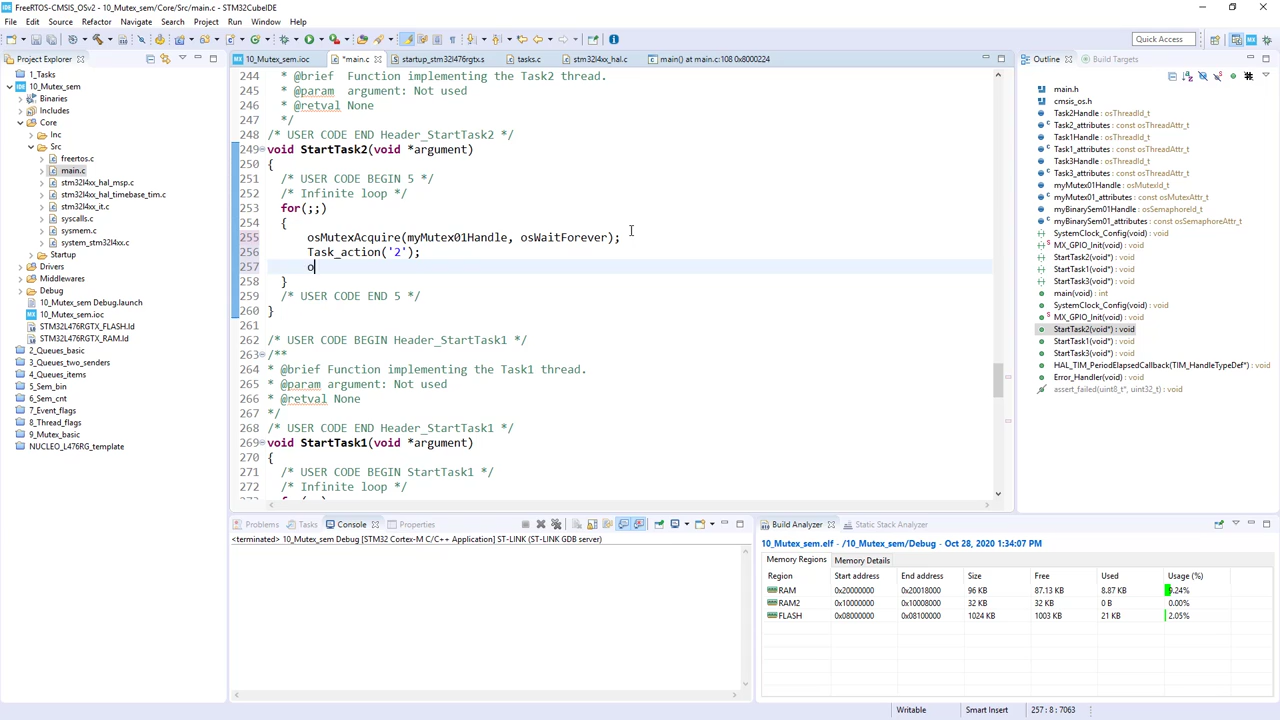 FreeRTOS-CMSIS_OSv2 - 10_Mutex_sem/Core/Src/main.c - STM32CubeIDE
File Edit Source Refactor Navigate Search Project Run Window Help
Quick Access
Project Explorer
1_Tasks
10_Mutex_sem
Binaries
Includes
Core
Inc
Src
freertos.c
main.c
stm32l4xx_hal_msp.c
stm32l4xx_hal_timebase_tim.c
stm32l4xx_it.c
syscalls.c
sysmem.c
system_stm32l4xx.c
Startup
Drivers
Middlewares
Debug
10_Mutex_sem Debug.launch
10_Mutex_sem.ioc
STM32L476RGTX_FLASH.ld
STM32L476RGTX_RAM.ld
2_Queues_basic
3_Queues_two_senders
4_Queues_items
5_Sem_bin
6_Sem_cnt
7_Event_flags
8_Thread_flags
9_Mutex_basic
NUCLEO_L476RG_template
10_Mutex_sem.ioc *main.c startup_stm32l476rgtx.s tasks.c stm32l4xx_hal.c main() at main.c:108 0x8000224
244 * @brief Function implementing the Task2 thread.
245 * @param argument: Not used
246 * @retval None
247 */
248 /* USER CODE END Header_StartTask2 */
249 void StartTask2(void *argument)
250 {
251 /* USER CODE BEGIN 5 */
252 /* Infinite loop */
253 for(;;)
254 {
255 osMutexAcquire(myMutex01Handle, osWaitForever);
256 Task_action('2');
257 o
258 }
259 /* USER CODE END 5 */
260 }
261
262 /* USER CODE BEGIN Header_StartTask1 */
263 /**
264 * @brief Function implementing the Task1 thread.
265 * @param argument: Not used
266 * @retval None
267 */
268 /* USER CODE END Header_StartTask1 */
269 void StartTask1(void *argument)
270 {
271 /* USER CODE BEGIN StartTask1 */
272 /* Infinite loop */
Outline Build Targets
main.h
cmsis_os.h
Task2Handle : osThreadId_t
Task2_attributes : const osThreadAttr_t
Task1Handle : osThreadId_t
Task1_attributes : const osThreadAttr_t
Task3Handle : osThreadId_t
Task3_attributes : const osThreadAttr_t
myMutex01Handle : osMutexId_t
myMutex01_attributes : const osMutexAttr_t
myBinarySem01Handle : osSemaphoreId_t
myBinarySem01_attributes : const osSemaphoreAttr_t
SystemClock_Config(void) : void
MX_GPIO_Init(void) : void
StartTask2(void*) : void
StartTask1(void*) : void
StartTask3(void*) : void
main(void) : int
SystemClock_Config(void) : void
MX_GPIO_Init(void) : void
StartTask2(void*) : void
StartTask1(void*) : void
StartTask3(void*) : void
HAL_TIM_PeriodElapsedCallback(TIM_HandleTypeDef*) : void
Error_Handler(void) : void
assert_failed(uint8_t*, uint32_t) : void
Problems Tasks Console Properties
<terminated> 10_Mutex_sem Debug [STM32 Cortex-M C/C++ Application] ST-LINK (ST-LINK GDB server)
Build Analyzer Static Stack Analyzer
10_Mutex_sem.elf - /10_Mutex_sem/Debug - Oct 28, 2020 1:34:07 PM
Memory Regions Memory Details
Region Start address End address Size Free Used Usage (%)
RAM 0x20000000 0x20018000 96 KB 87.13 KB 8.87 KB 9.24%
RAM2 0x10000000 0x10008000 32 KB 32 KB 0 B 0.00%
FLASH 0x08000000 0x08100000 1024 KB 1003 KB 21 KB 2.05%
Writable Smart Insert 257 : 8 : 7063